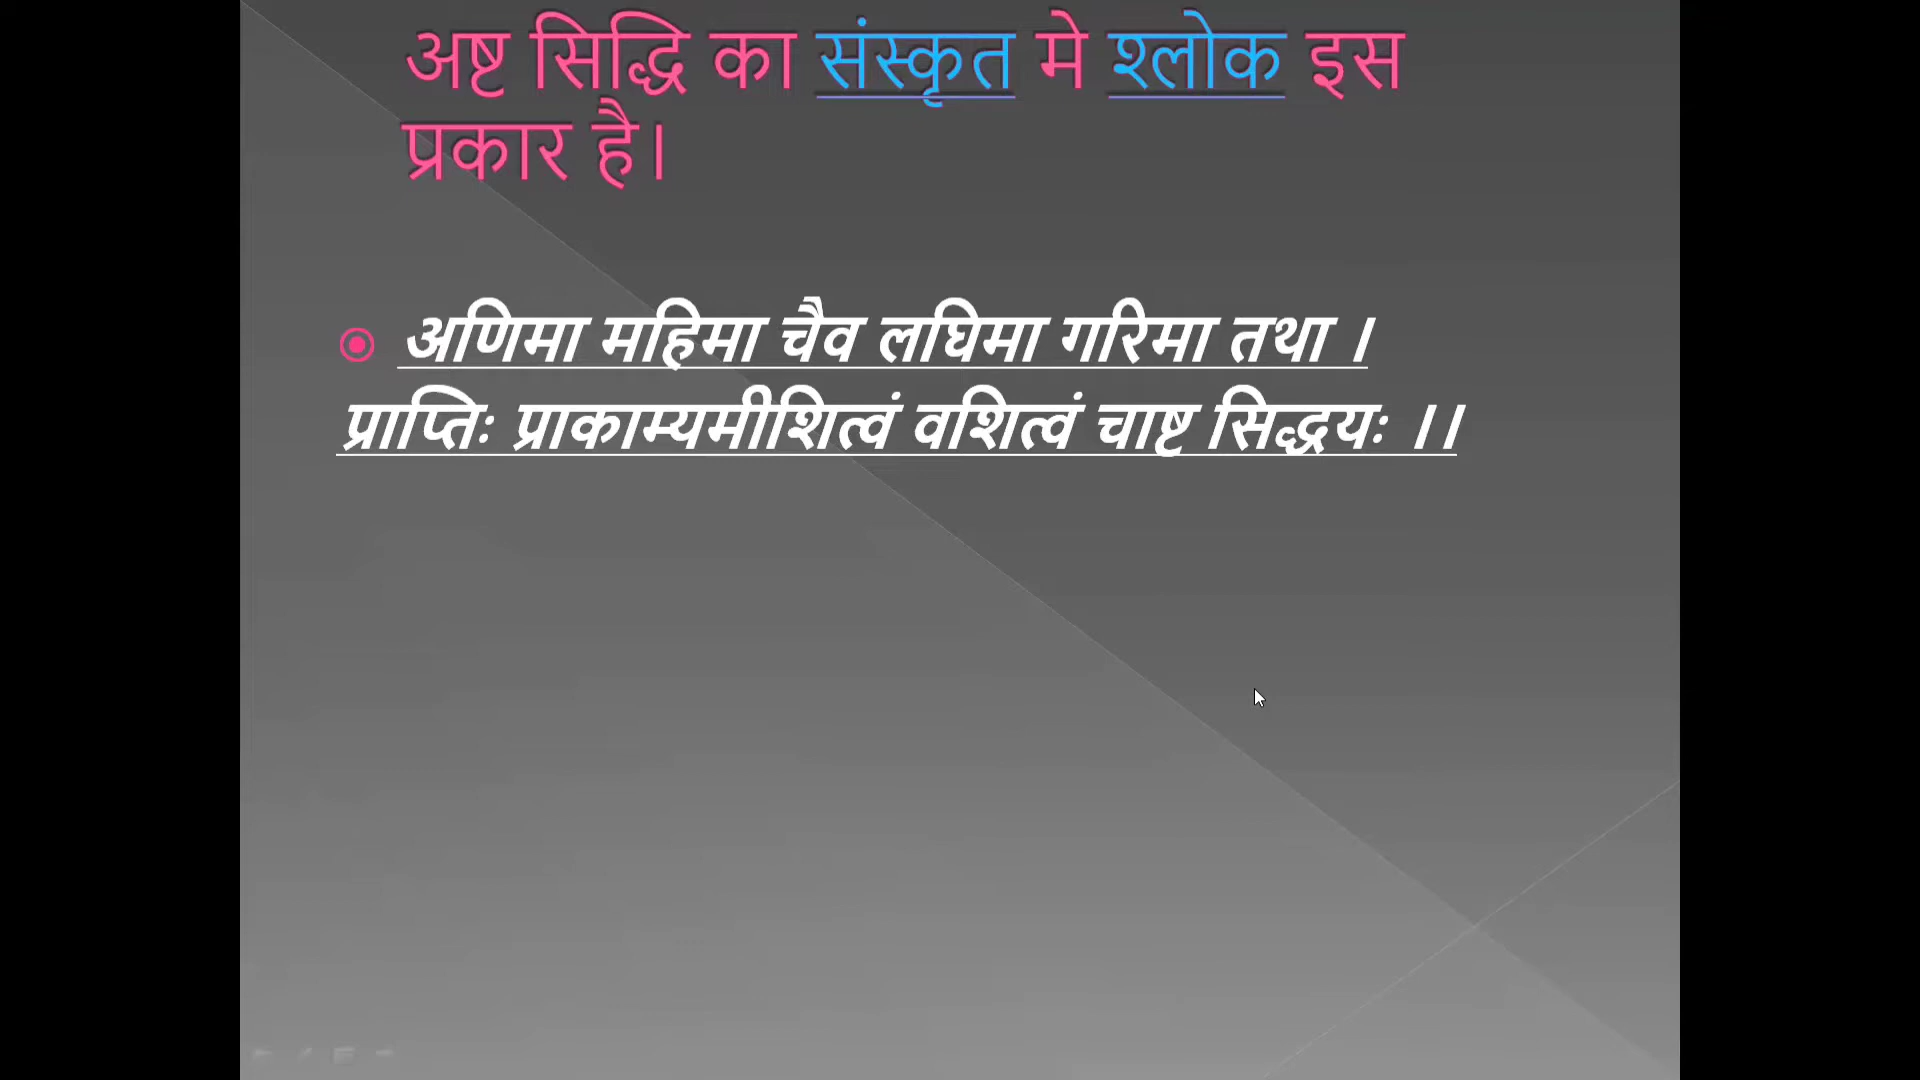 अष्ट सिद्धि का संस्कृत मे श्लोक इस
प्रकार है।
अणिमा महिमा चैव लघिमा गरिमा तथा ।
प्राप्तिः प्राकाम्यमीशित्वं वशित्वं चाष्ट सिद्धयः ।।